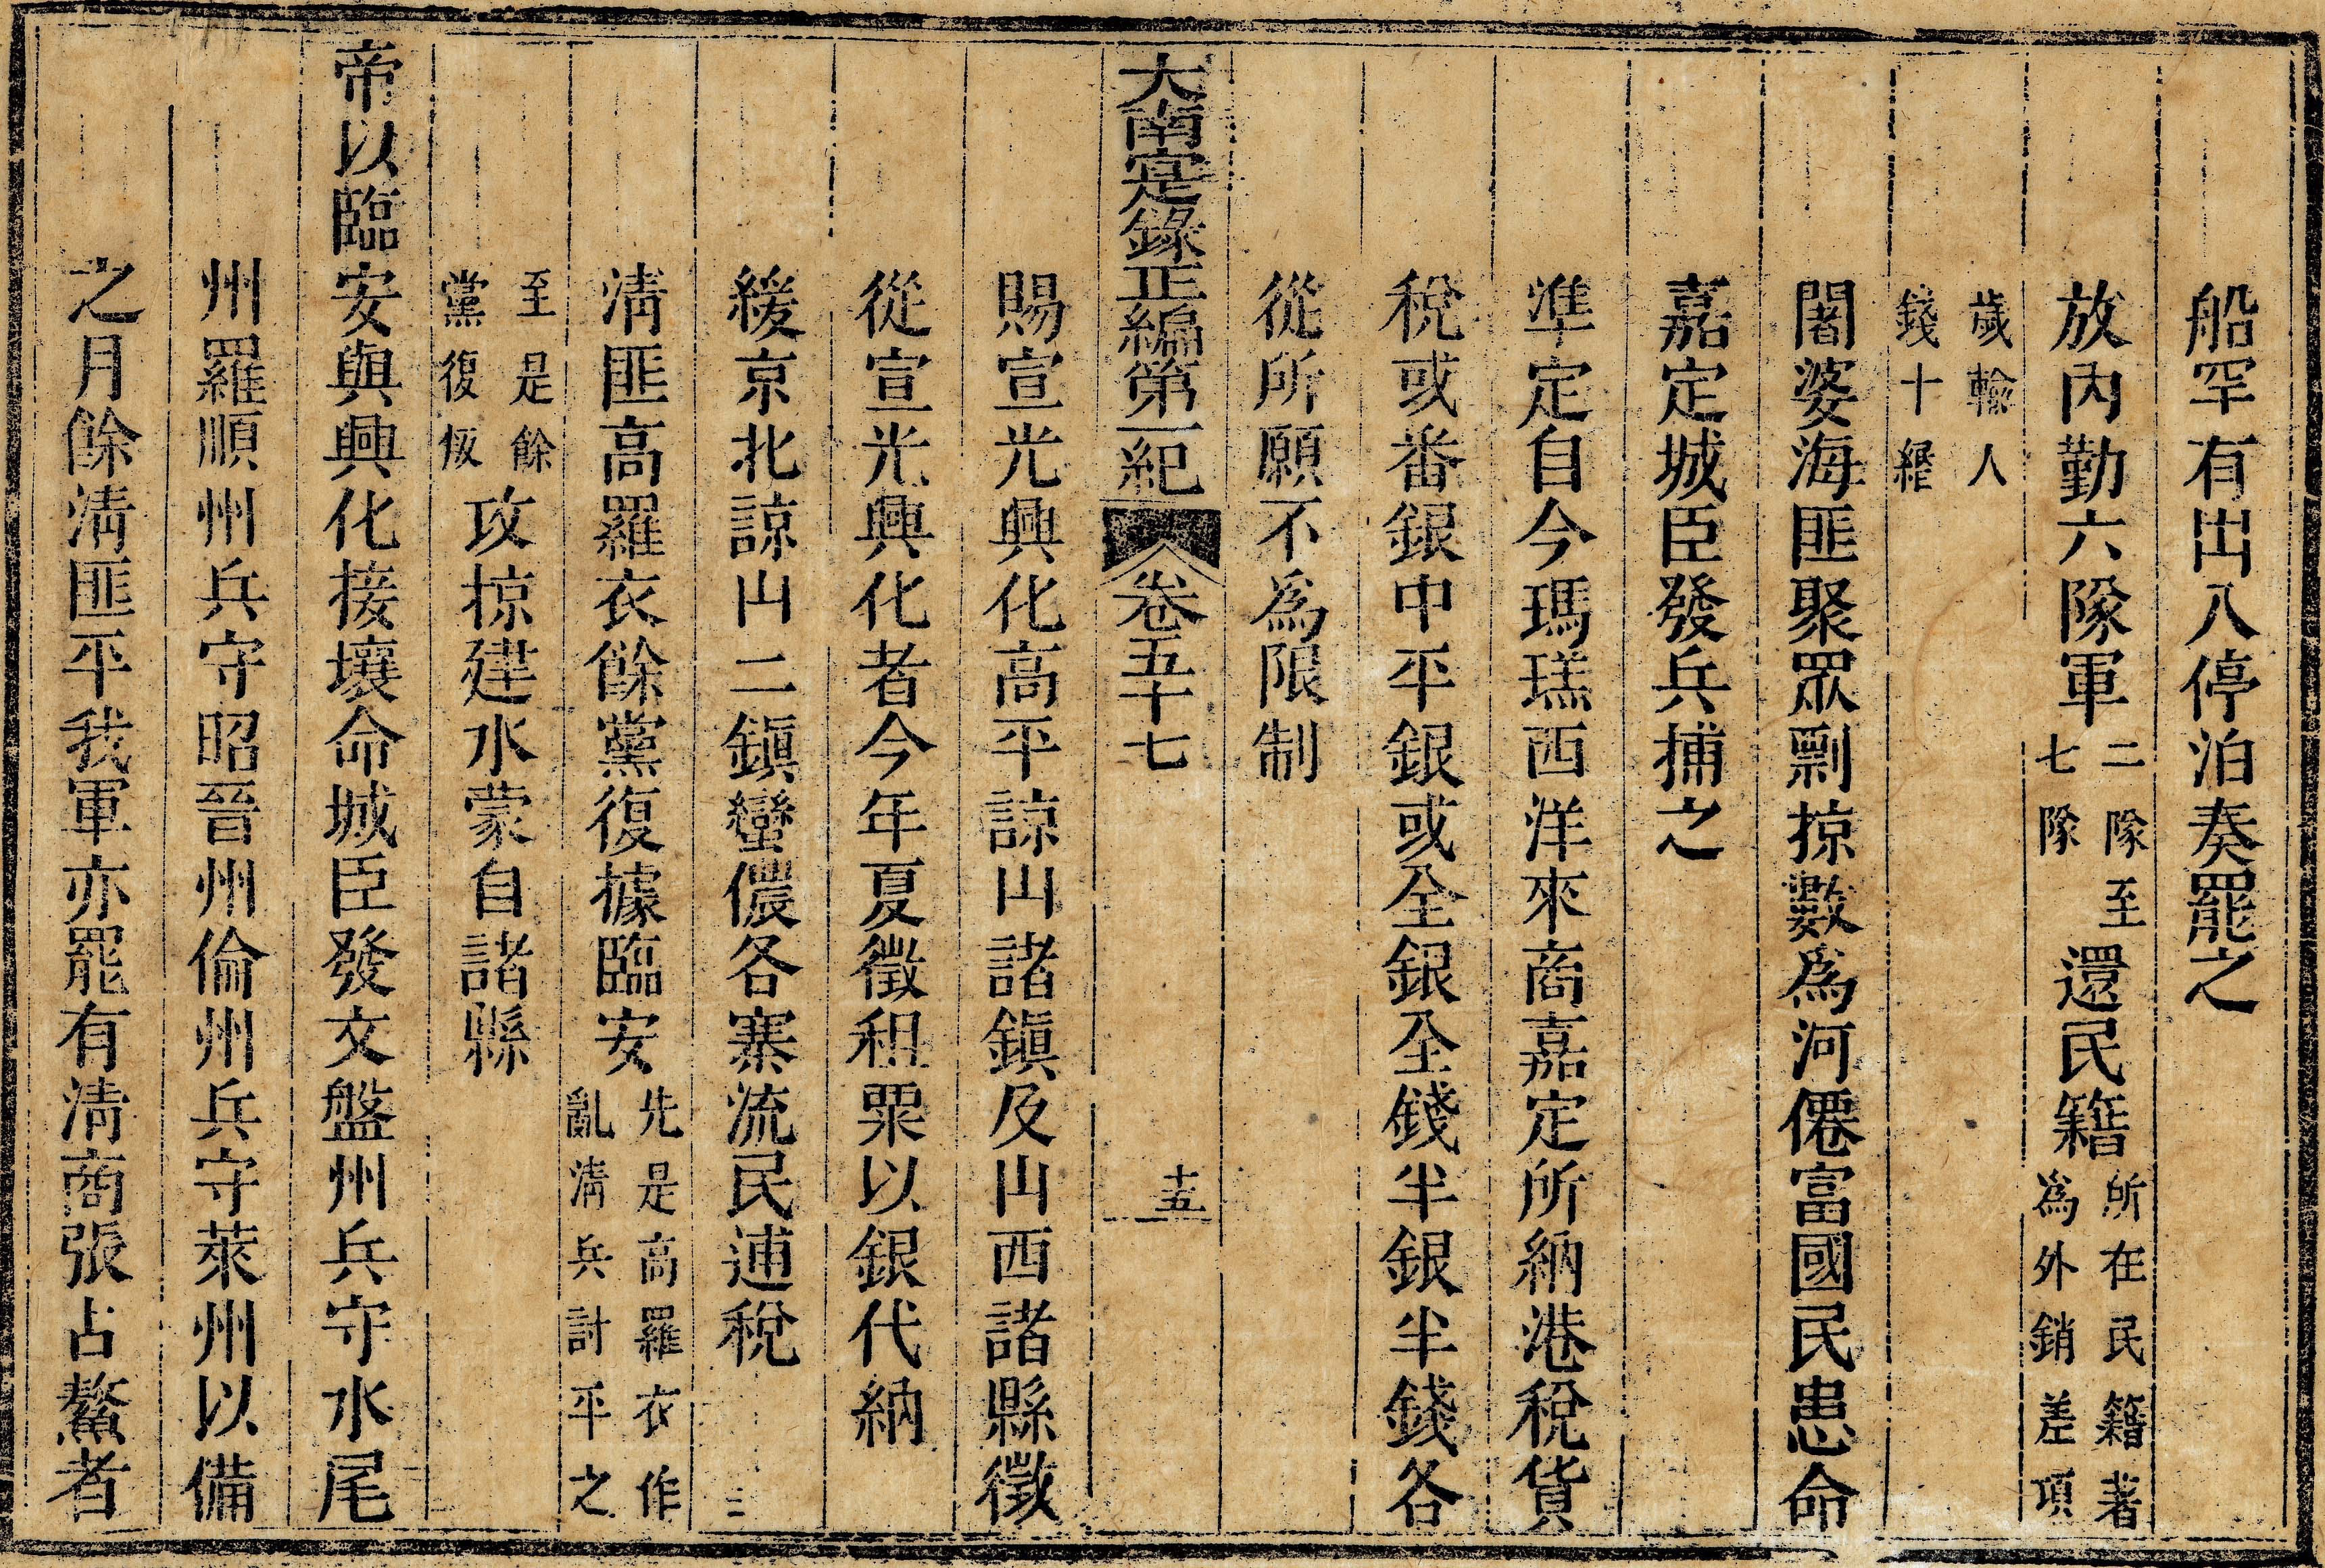 船罕有出入停泊奏罷之
放內勤六隊軍二隊至七隊還民籍所在民籍著爲外銷差項
歲輸人錢十緡
闍婆海匪聚眾剽掠數爲河僊富國民患命
嘉定城臣發兵捕之
準定自今瑪瑤西洋來商嘉定所納港稅貨
稅或番銀中平銀或全銀全錢半銀半錢各
從所願不爲限制
大南寔錄正編第一紀 卷五十七 十五
賜宣光興化高平諒山諸鎭及山西諸縣徵
從宣光興化者今年夏徵租粟以銀代納
緩京北諒山二鎭蠻儂各寨流民逋稅
淸匪高羅衣餘黨復據臨安先是高羅衣作亂淸兵討平之
至是餘黨復叛攻掠建水蒙自諸縣
帝以臨安與興化接壤命城臣發文盤州兵守水尾
州羅順州兵守昭晉州倫州兵守萊州以備
之月餘淸匪平我軍亦罷有淸商張占鰲者